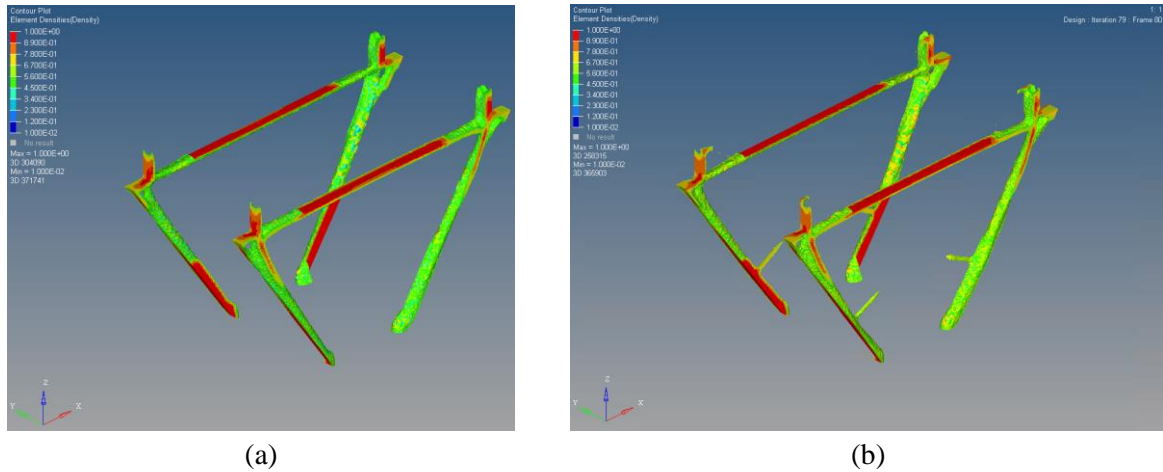 Contour Plot
Element Densities(Density)
1.000E+00
8.900E-01
7.800E-01
6.700E-01
5.600E-01
4.500E-01
3.400E-01
2.300E-01
1.200E-01
1.000E-02
No result
Max = 1.000E+00
3D 304090
Min = 1.000E-02
3D 371741
Z
Y
X
(a)
Contour Plot
Element Densities(Density)
1.000E+00
8.900E-01
7.800E-01
6.700E-01
5.600E-01
4.500E-01
3.400E-01
2.300E-01
1.200E-01
1.000E-02
No result
Max = 1.000E+00
3D 258315
Min = 1.000E-02
3D 365903
1: 1
Design : Iteration 79 : Frame 80
Z
Y
X
(b)